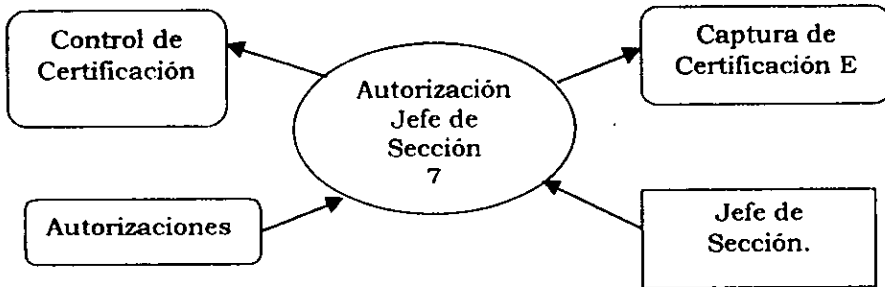 Control de
Certificación
Captura de
Certificación E
Autorización
Jefe de
Sección
7
Autorizaciones
Jefe de
Sección.